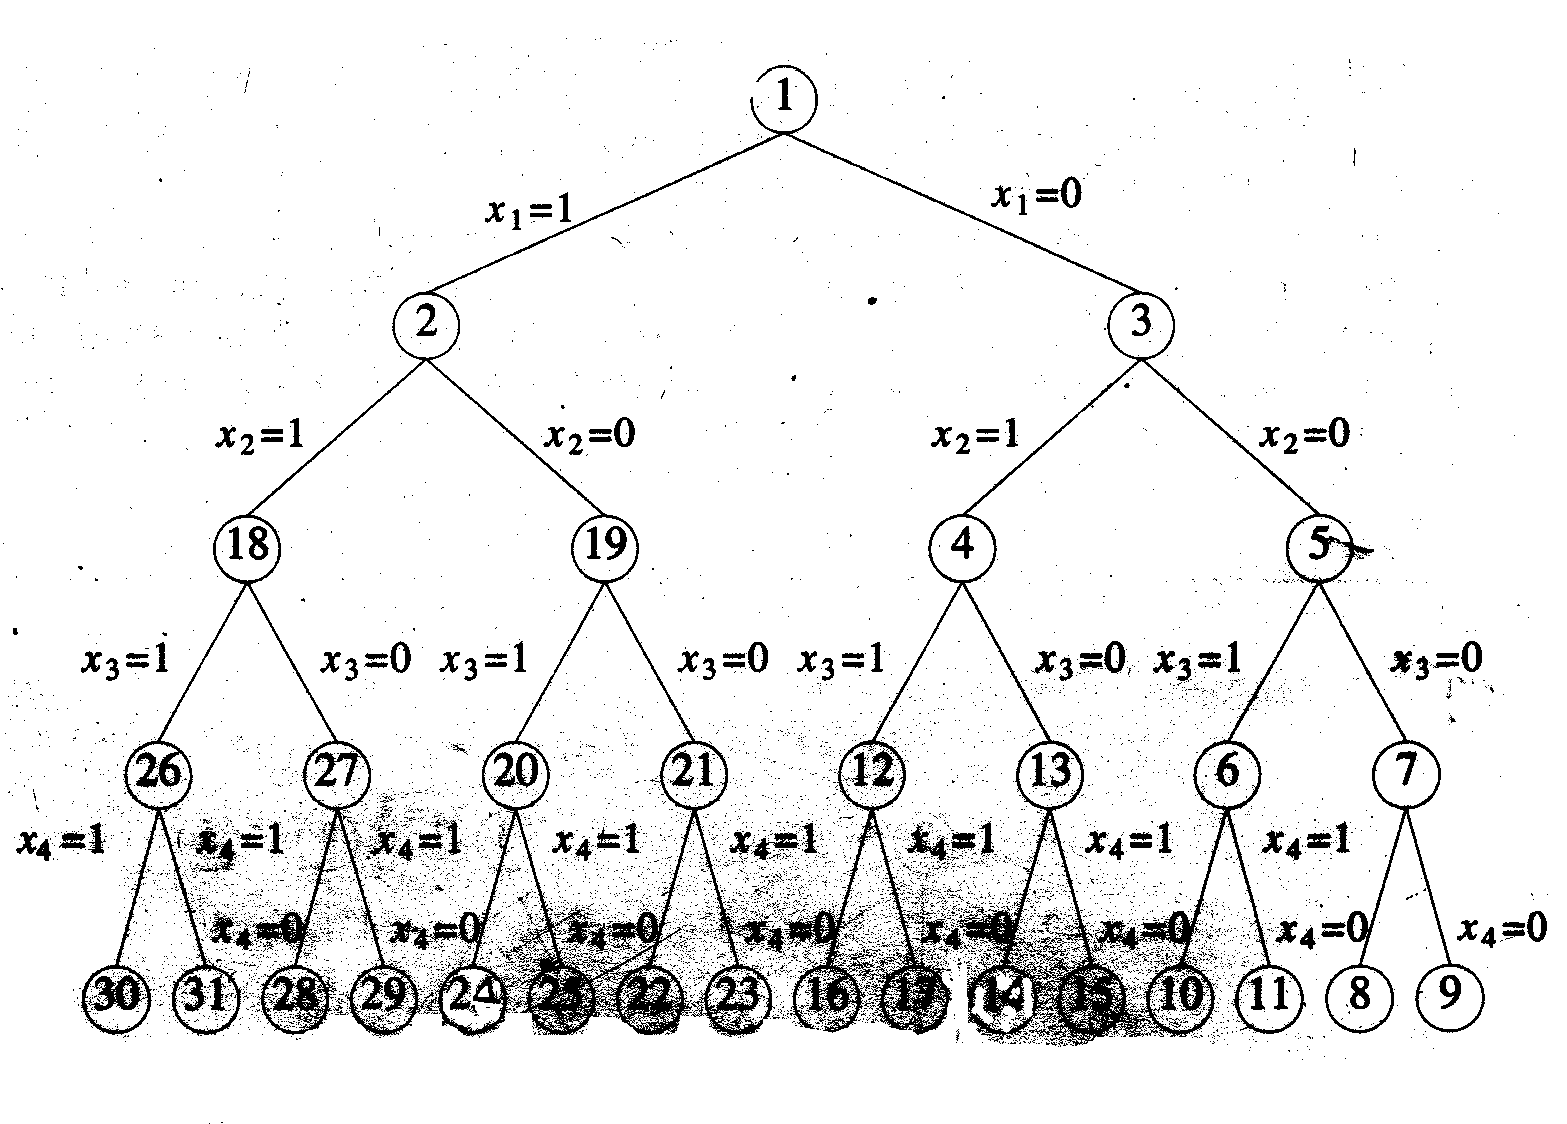 1
x1=1 x1=0
2 3
x2=1 x2=0 x2=1 x2=0
18 19 4 5
x3=1 x3=0 x3=1 x3=0 x3=1 x3=0 x3=1 x3=0
26 27 20 21 12 13 6 7
x4=1 x4=1 x4=1 x4=1 x4=1 x4=1 x4=1 x4=1
x4=0 x4=0 x4=0 x4=0 x4=0 x4=0 x4=0 x4=0
30 31 28 29 24 25 22 23 16 17 14 15 10 11 8 9